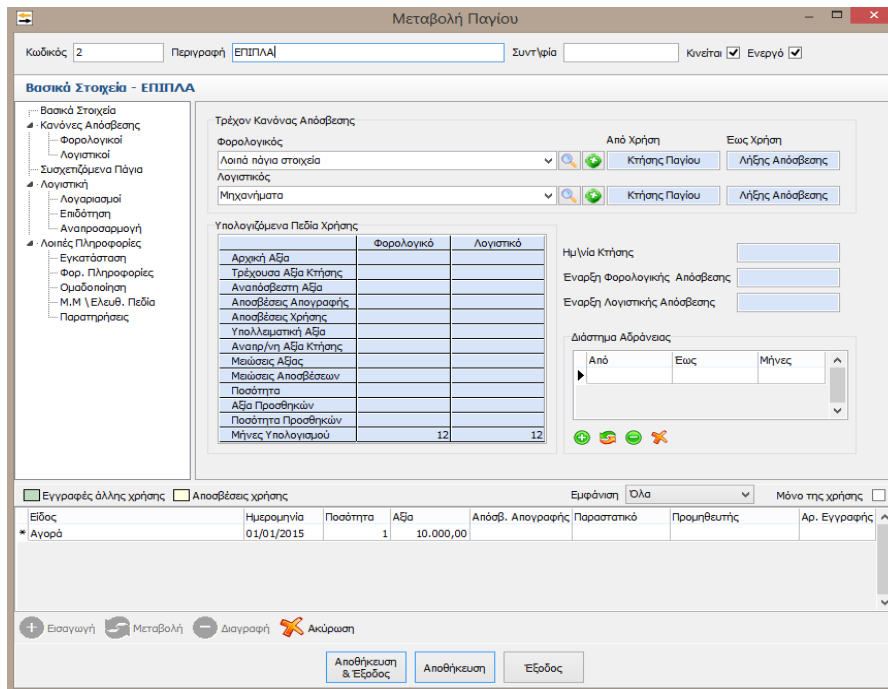 Μεταβολή Παγίου
Κωδικός 2 Περιγραφή ΕΠΙΠΛΑ Συντ\φία Κινείται Ενεργό
Βασικά Στοιχεία - ΕΠΙΠΛΑ
Βασικά Στοιχεία
Κανόνες Απόσβεσης
Φορολογικοί
Λογιστικοί
Συσχετιζόμενα Πάγια
Λογιστική
Λογαριασμοί
Επιδότηση
Αναπροσαρμογή
Λοιπές Πληροφορίες
Εγκατάσταση
Φορ. Πληροφορίες
Ομαδοποίηση
Μ.Μ \ Ελευθ. Πεδία
Παρατηρήσεις
Τρέχον Κανόνας Απόσβεσης
Φορολογικός Από Χρήση Έως Χρήση
Λοιπά πάγια στοιχεία Κτήσης Παγίου Λήξης Απόσβεσης
Λογιστικός
Μηχανήματα Κτήσης Παγίου Λήξης Απόσβεσης
Υπολογιζόμενα Πεδία Χρήσης
Φορολογικό Λογιστικό
Αρχική Αξία
Τρέχουσα Αξία Κτήσης
Αναπόσβεστη Αξία
Αποσβέσεις Απογραφής
Αποσβέσεις Χρήσης
Υπολλειματική Αξία
Αναπρ/νη Αξία Κτήσης
Μειώσεις Αξίας
Μειώσεις Αποσβέσεων
Ποσότητα
Αξία Προσθηκών
Ποσότητα Προσθηκών
Μήνες Υπολογισμού 12 12
Ημ\νία Κτήσης
Έναρξη Φορολογικής Απόσβεσης
Έναρξη Λογιστικής Απόσβεσης
Διάστημα Αδράνειας
Από Έως Μήνες
Εγγραφές άλλης χρήσης Αποσβέσεις χρήσης Εμφάνιση Όλα Μόνο της χρήσης
Είδος Ημερομηνία Ποσότητα Αξία Απόσβ. Απογραφής Παραστατικό Προμηθευτής Αρ. Εγγραφής
* Αγορά 01/01/2015 1 10.000,00
Εισαγωγή Μεταβολή Διαγραφή Ακύρωση
Αποθήκευση
& Έξοδος
Αποθήκευση
Έξοδος